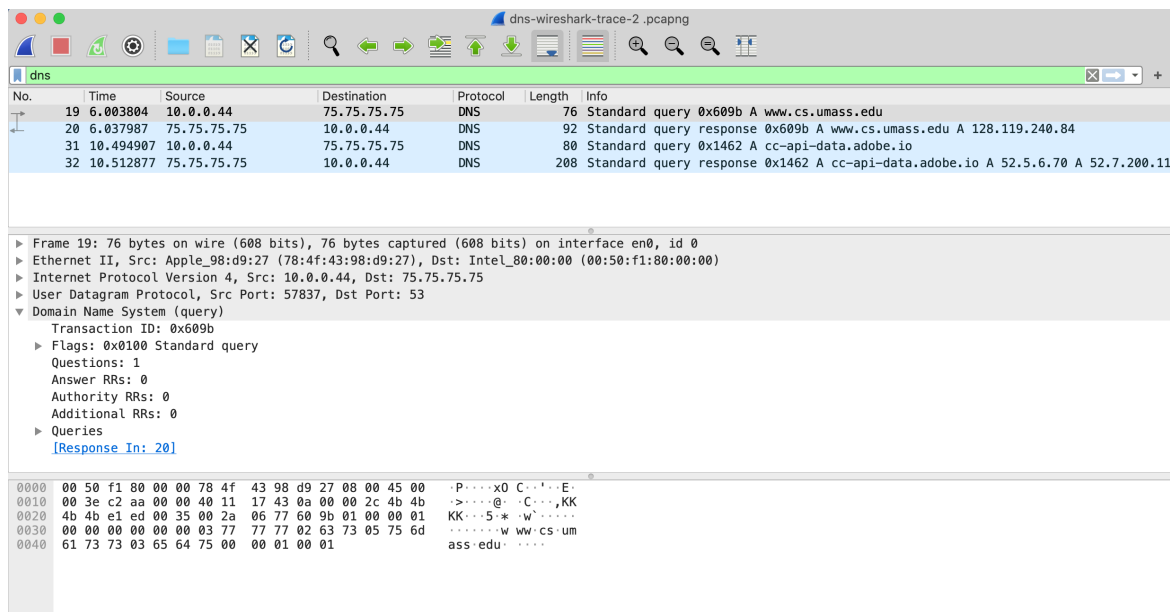 dns-wireshark-trace-2 .pcapng
dns
No. Time Source Destination Protocol Length Info
19 6.003804 10.0.0.44 75.75.75.75 DNS 76 Standard query 0x609b A www.cs.umass.edu
20 6.037987 75.75.75.75 10.0.0.44 DNS 92 Standard query response 0x609b A www.cs.umass.edu A 128.119.240.84
31 10.494907 10.0.0.44 75.75.75.75 DNS 80 Standard query 0x1462 A cc-api-data.adobe.io
32 10.512877 75.75.75.75 10.0.0.44 DNS 208 Standard query response 0x1462 A cc-api-data.adobe.io A 52.5.6.70 A 52.7.200.11
Frame 19: 76 bytes on wire (608 bits), 76 bytes captured (608 bits) on interface en0, id 0
Ethernet II, Src: Apple_98:d9:27 (78:4f:43:98:d9:27), Dst: Intel_80:00:00 (00:50:f1:80:00:00)
Internet Protocol Version 4, Src: 10.0.0.44, Dst: 75.75.75.75
User Datagram Protocol, Src Port: 57837, Dst Port: 53
Domain Name System (query)
Transaction ID: 0x609b
Flags: 0x0100 Standard query
Questions: 1
Answer RRs: 0
Authority RRs: 0
Additional RRs: 0
Queries
[Response In: 20]
0000 00 50 f1 80 00 00 78 4f 43 98 d9 27 08 00 45 00 ·P····xO C··'··E·
0010 00 3e c2 aa 00 00 40 11 17 43 0a 00 00 2c 4b 4b ·>····@· ·C···,KK
0020 4b 4b e1 ed 00 35 00 2a 06 77 60 9b 01 00 00 01 KK···5·* ·w`·····
0030 00 00 00 00 00 00 03 77 77 77 02 63 73 05 75 6d ·······w ww·cs·um
0040 61 73 73 03 65 64 75 00 00 01 00 01 ass·edu· ····